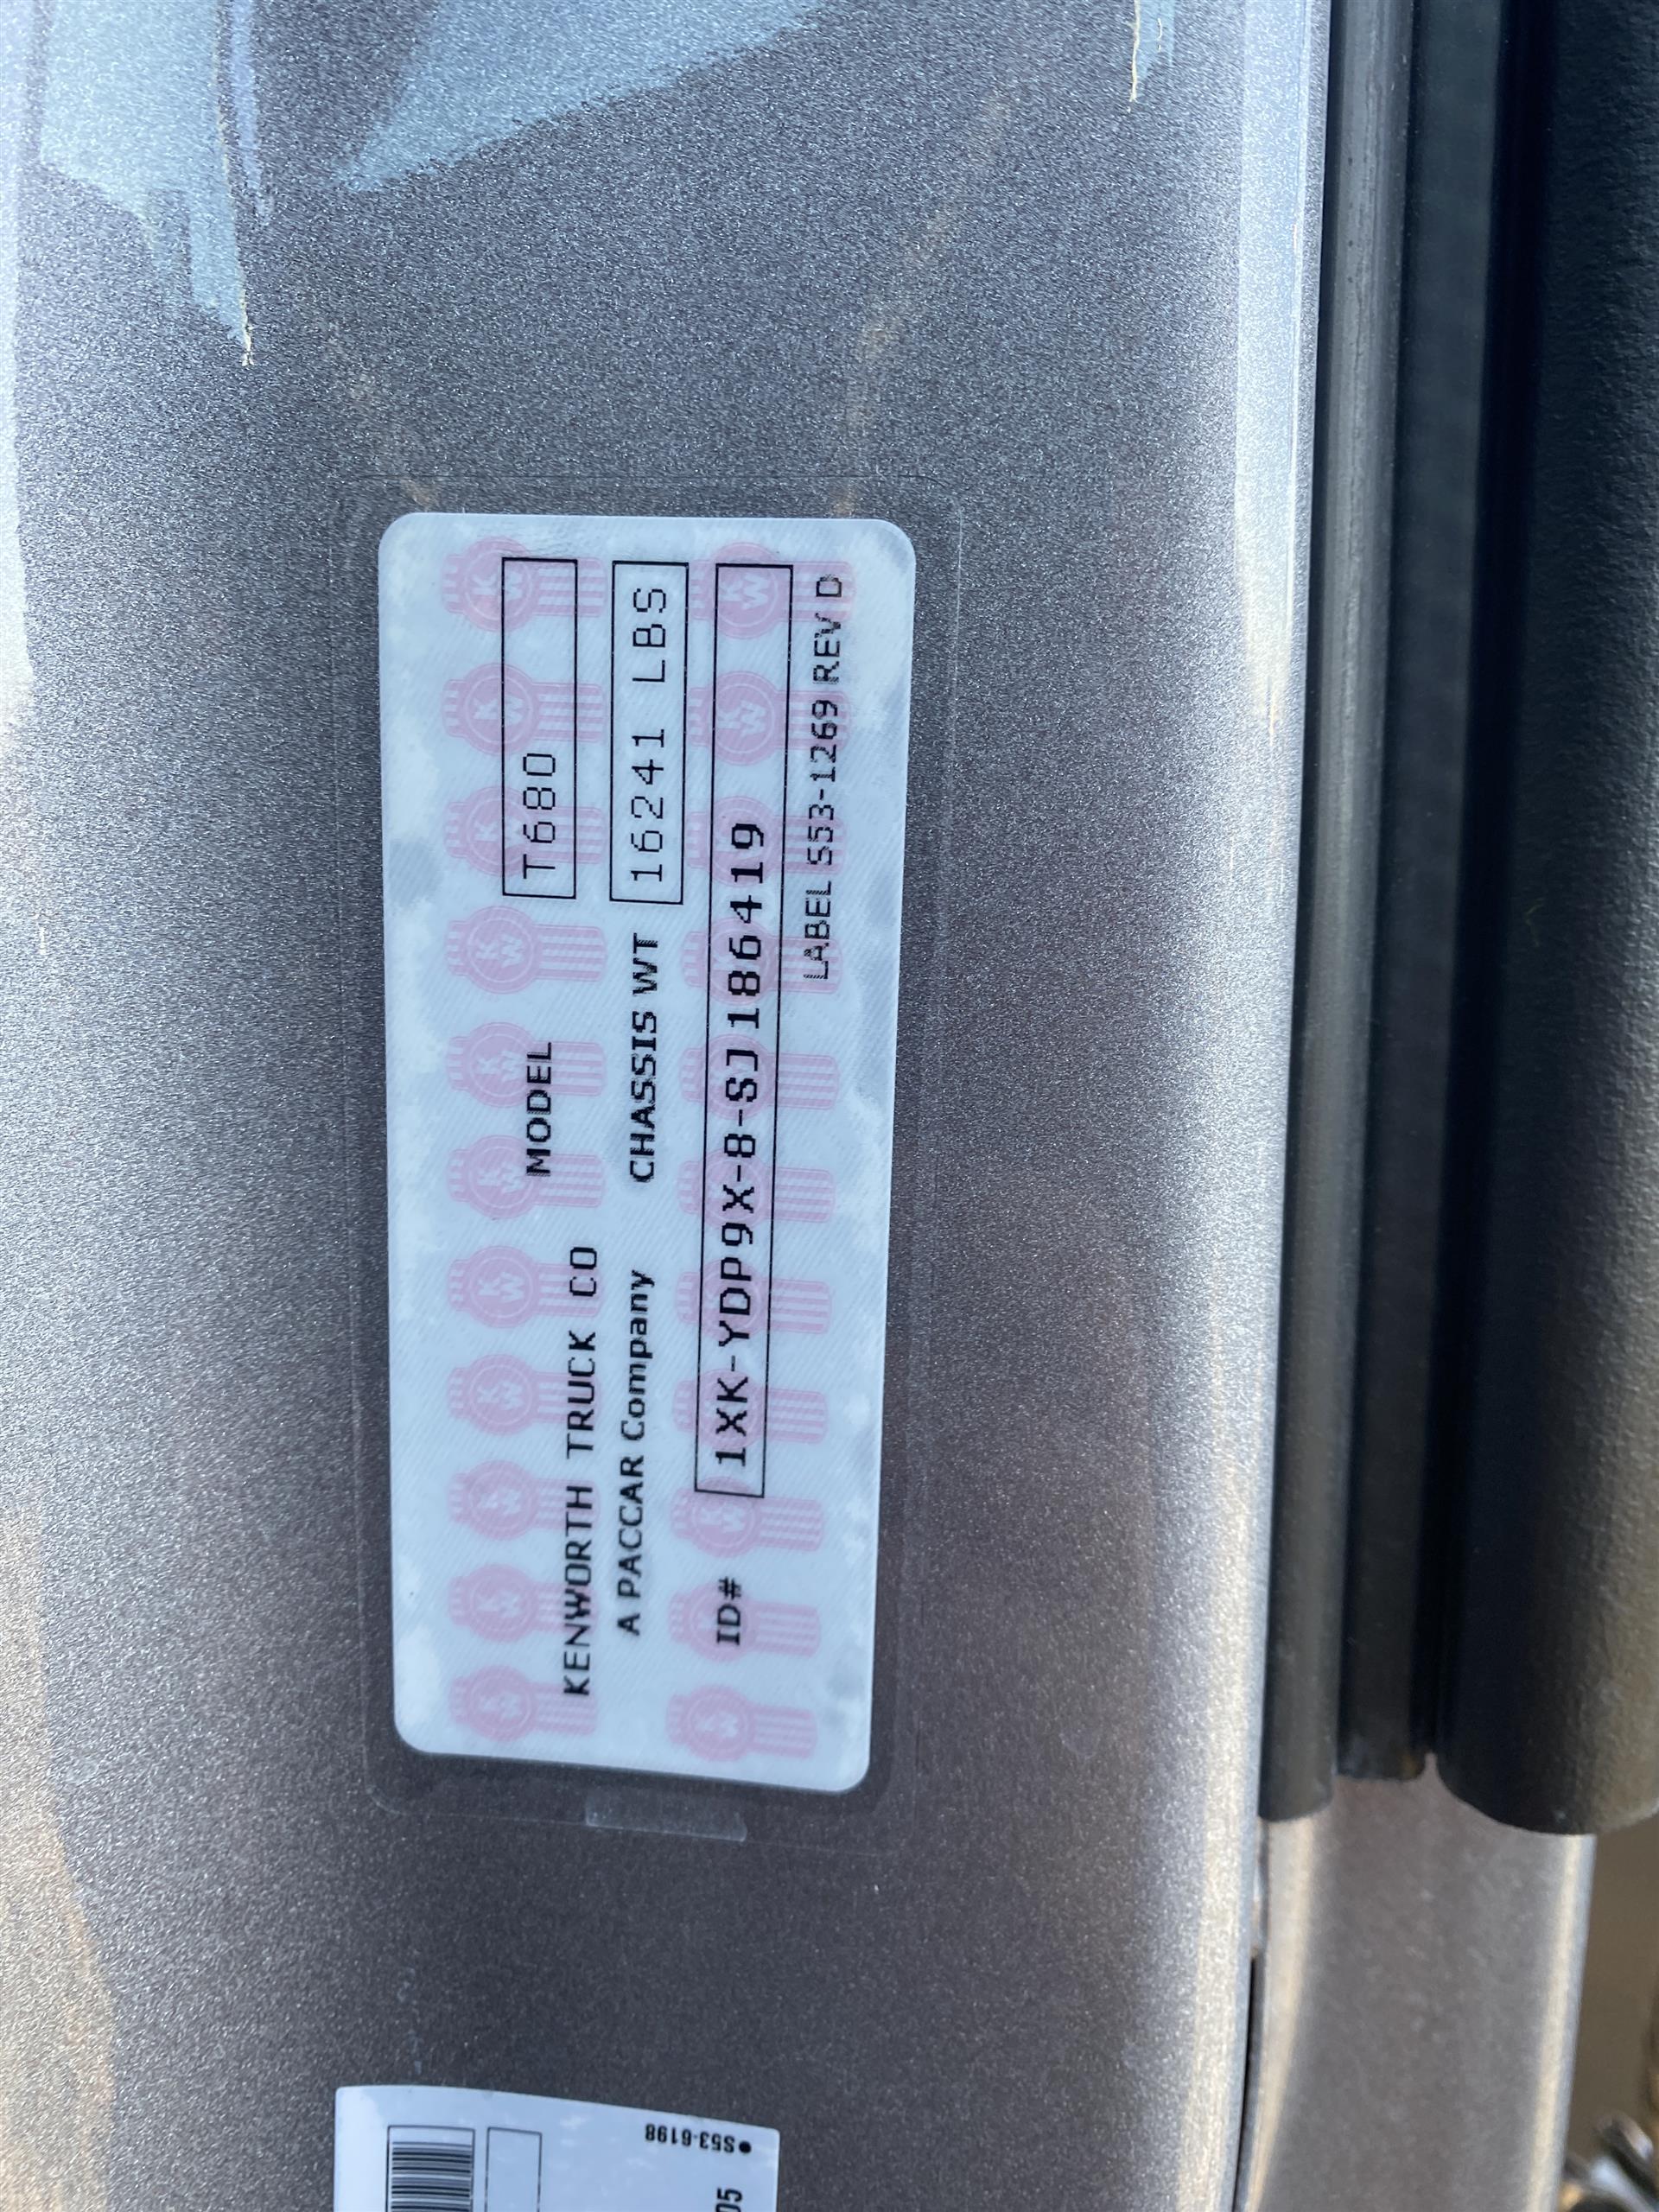 KENWORTH TRUCK CO
A PACCAR Company
MODEL T680
CHASSIS WT 16241 LBS
ID# 1XK-YDP9X-8-SJ186419
LABEL S53-1269 REV D
S53-6198
05